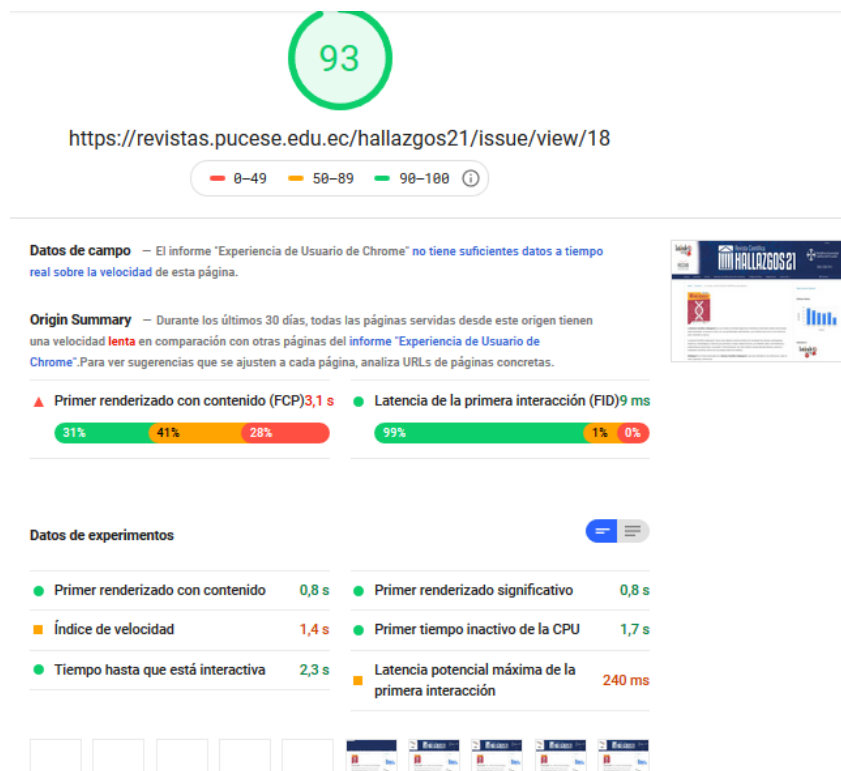 93
https://revistas.pucese.edu.ec/hallazgos21/issue/view/18
0–49 50–89 90–100
Datos de campo — El informe "Experiencia de Usuario de Chrome" no tiene suficientes datos a tiempo
real sobre la velocidad de esta página.
Origin Summary — Durante los últimos 30 días, todas las páginas servidas desde este origen tienen
una velocidad lenta en comparación con otras páginas del informe "Experiencia de Usuario de
Chrome".Para ver sugerencias que se ajusten a cada página, analiza URLs de páginas concretas.
Revista Científica
HALLAZGOS21
Primer renderizado con contenido (FCP)3,1 s
31% 41% 28%
Latencia de la primera interacción (FID)9 ms
99% 1% 0%
Datos de experimentos
Primer renderizado con contenido 0,8 s
Primer renderizado significativo 0,8 s
Índice de velocidad 1,4 s
Primer tiempo inactivo de la CPU 1,7 s
Tiempo hasta que está interactiva 2,3 s
Latencia potencial máxima de la
primera interacción 240 ms